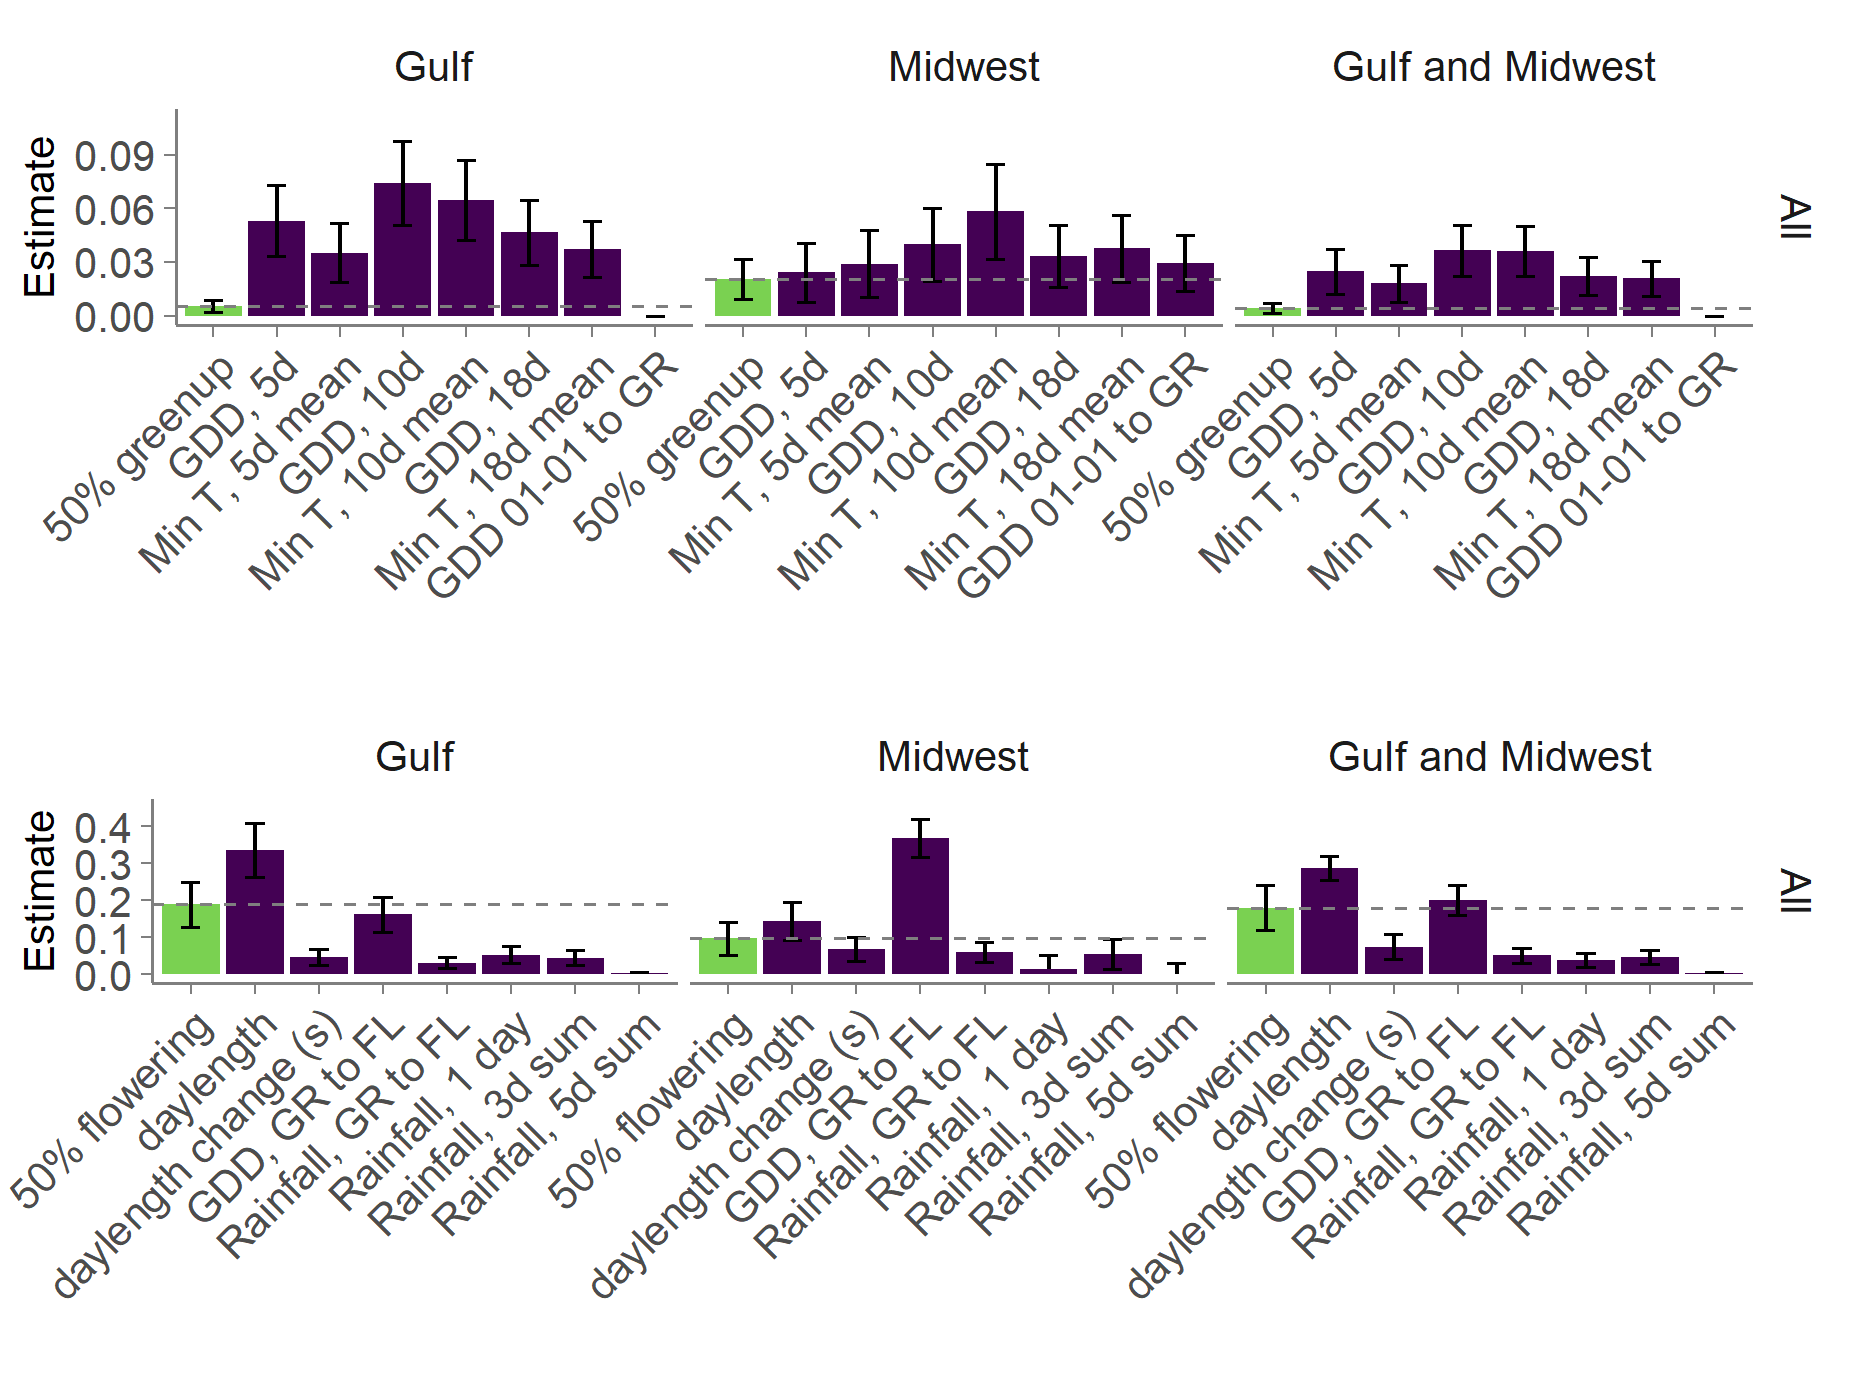 Gulf
Midwest
Gulf and Midwest
Estimate
0.09
0.06
0.03
0.00
All
50% greenup
GDD, 5d
Min T, 5d mean
GDD, 10d
Min T, 10d mean
GDD, 18d
Min T, 18d mean
GDD 01-01 to GR
50% greenup
GDD, 5d
Min T, 5d mean
GDD, 10d
Min T, 10d mean
GDD, 18d
Min T, 18d mean
GDD 01-01 to GR
50% greenup
GDD, 5d
Min T, 5d mean
GDD, 10d
Min T, 10d mean
GDD, 18d
Min T, 18d mean
GDD 01-01 to GR
Gulf
Midwest
Gulf and Midwest
Estimate
0.4
0.3
0.2
0.1
0.0
All
50% flowering
daylength
daylength change (s)
GDD, GR to FL
Rainfall, GR to FL
Rainfall, 1 day
Rainfall, 3d sum
Rainfall, 5d sum
50% flowering
daylength
daylength change (s)
GDD, GR to FL
Rainfall, GR to FL
Rainfall, 1 day
Rainfall, 3d sum
Rainfall, 5d sum
50% flowering
daylength
daylength change (s)
GDD, GR to FL
Rainfall, GR to FL
Rainfall, 1 day
Rainfall, 3d sum
Rainfall, 5d sum